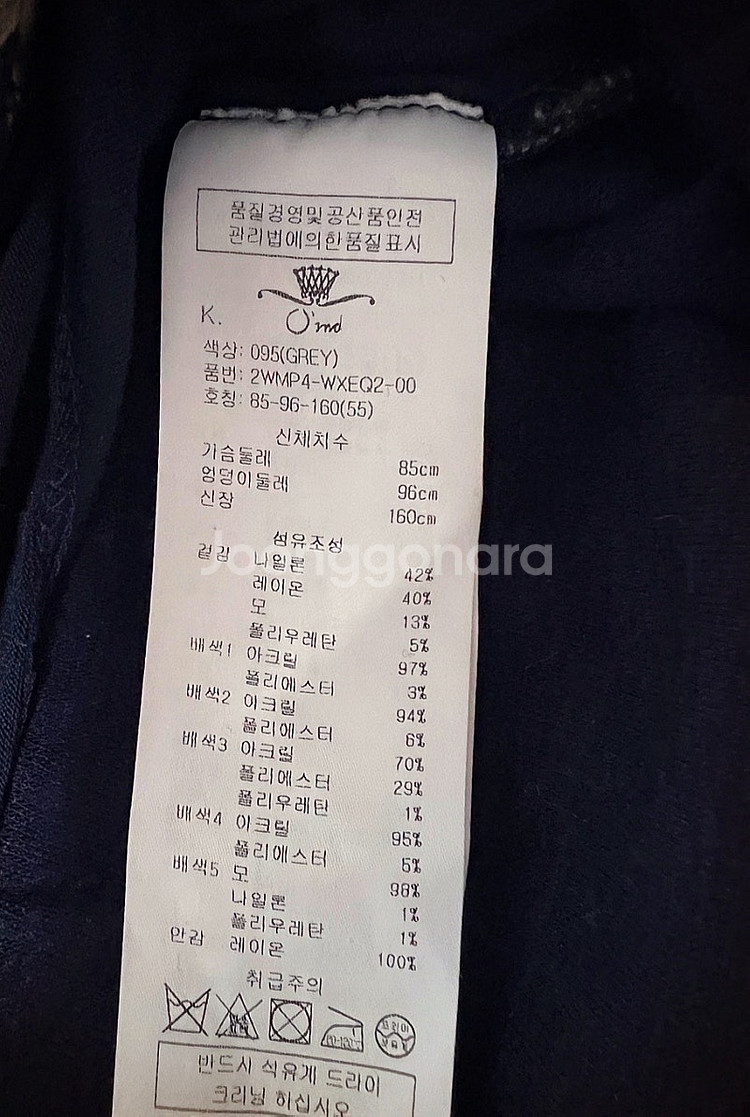 품질경영및공산품안전
관리법에의한품질표시
K.
O'2nd
색상: 095(GREY)
품번: 2WMP4-WXEQ2-00
호칭: 85-96-160(55)
신체치수
가슴둘레 85cm
엉덩이둘레 96cm
신장 160cm
섬유조성
겉감 나일론 42%
레이온 40%
모 13%
폴리우레탄 5%
배색1 아크릴 97%
폴리에스터 3%
배색2 아크릴 94%
폴리에스터 6%
배색3 아크릴 70%
폴리에스터 29%
폴리우레탄 1%
배색4 아크릴 95%
폴리에스터 5%
배색5 모 98%
나일론 1%
폴리우레탄 1%
안감 레이온 100%
취급주의
드라이
석유계
반드시 석유계 드라이
크리닝 하십시오
Joonggonara